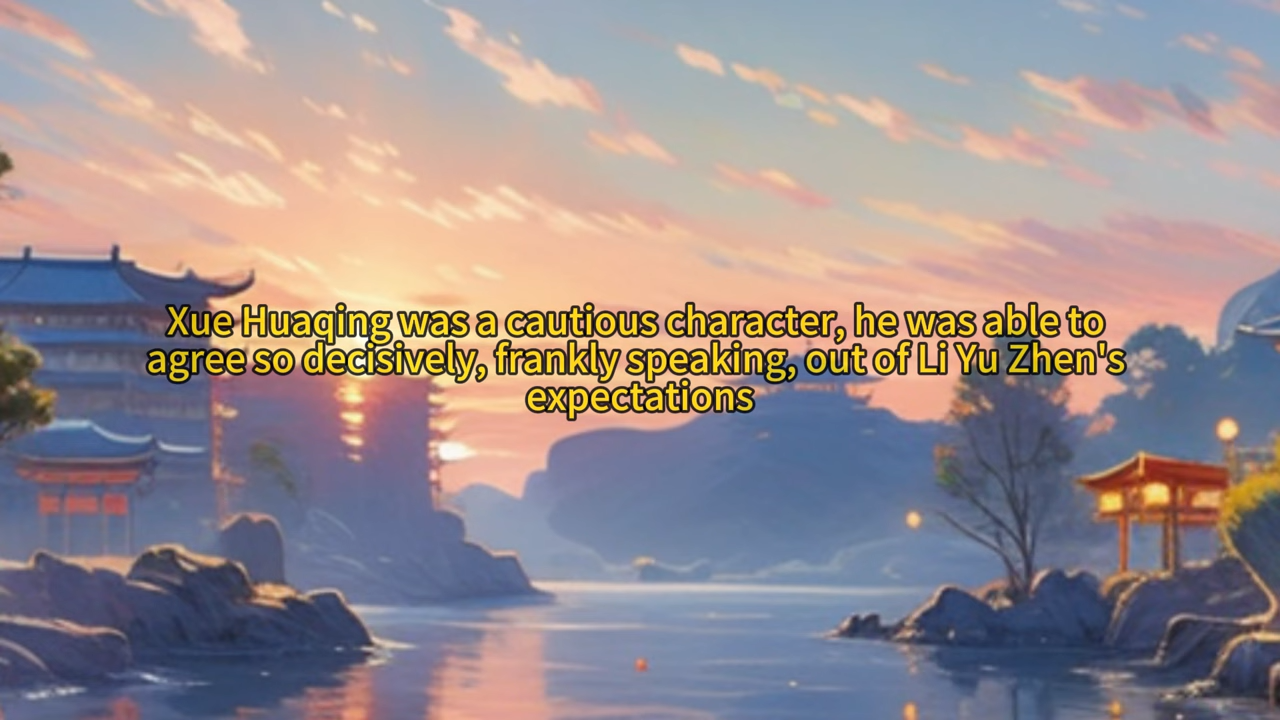 Xue Huaqing was a cautious character, he was able to
agree so decisively, frankly speaking, out of Li Yu Zhen's
expectations